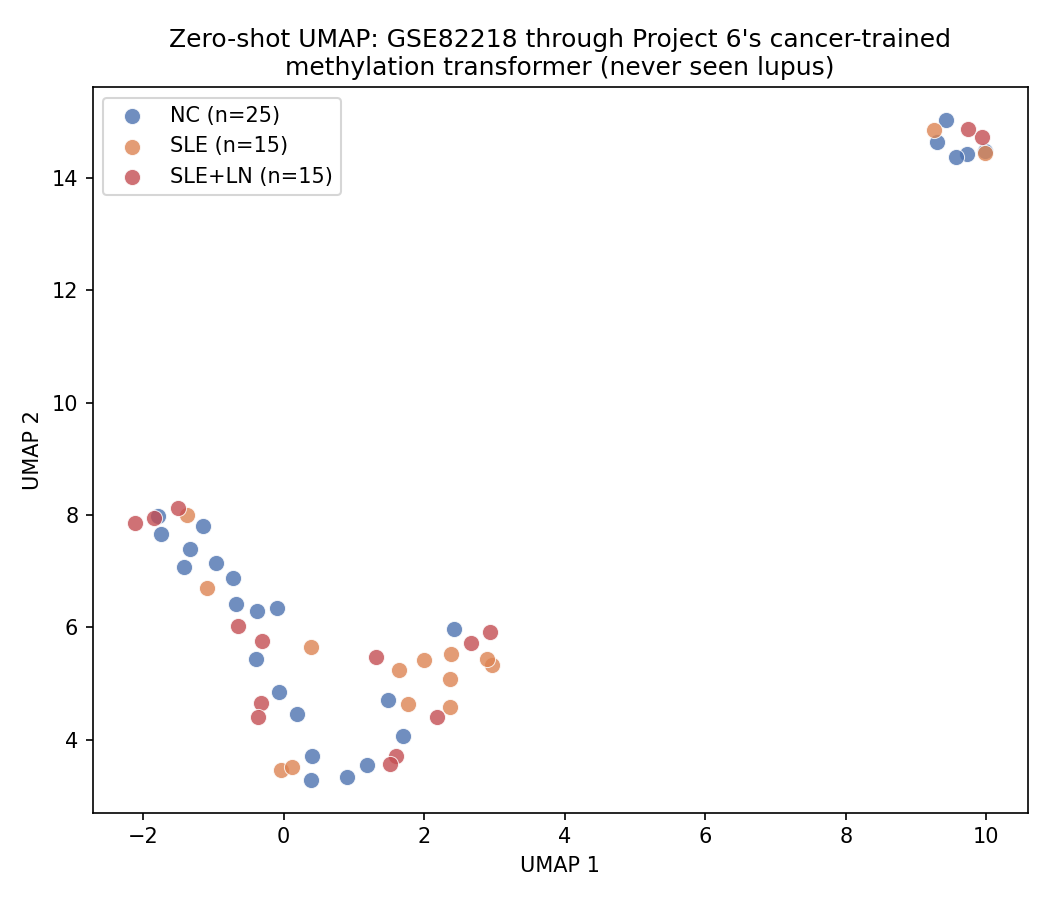 Zero-shot UMAP: GSE82218 through Project 6's cancer-trained
methylation transformer (never seen lupus)
NC (n=25)
SLE (n=15)
SLE+LN (n=15)
14
12
10
8
6
4
UMAP 2
−2
0
2
4
6
8
10
UMAP 1